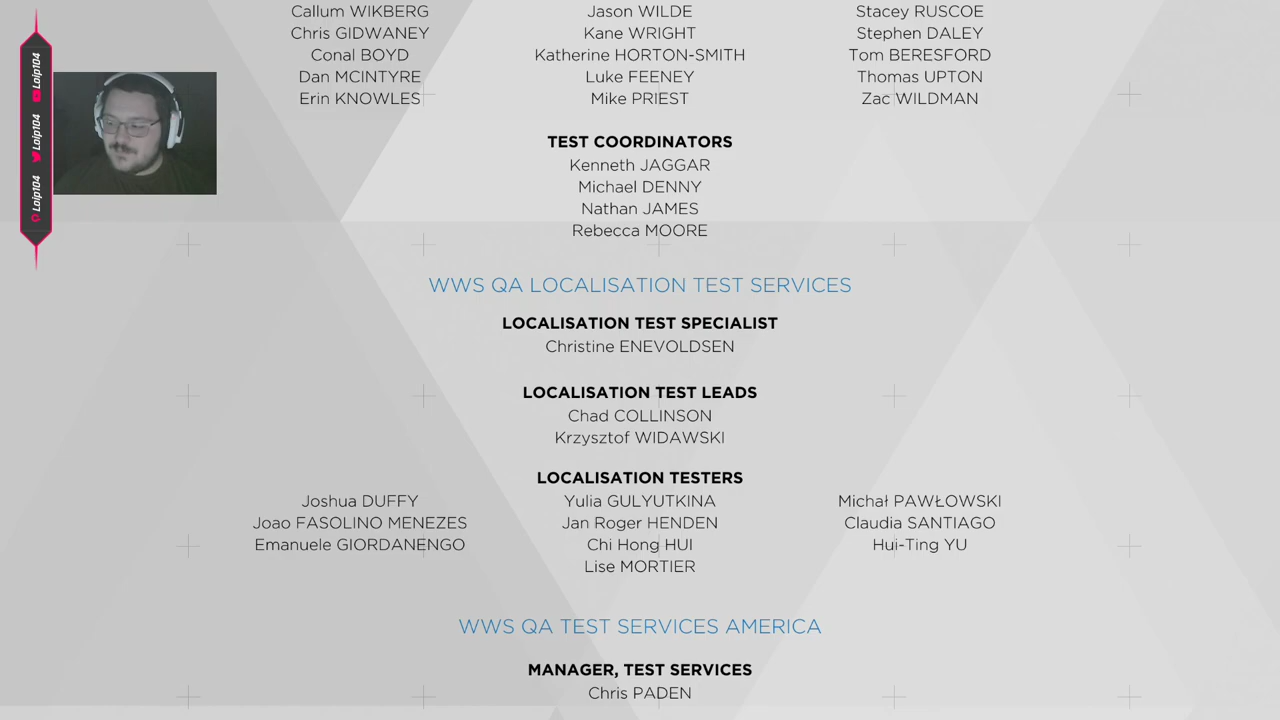 Callum WIKBERG Jason WILDE Stacey RUSCOE
Chris GIDWANEY Kane WRIGHT Stephen DALEY
Conal BOYD Katherine HORTON-SMITH Tom BERESFORD
Dan MCINTYRE Luke FEENEY Thomas UPTON
Erin KNOWLES Mike PRIEST Zac WILDMAN
Loip104
Loip104
Loip104
TEST COORDINATORS
Kenneth JAGGAR
Michael DENNY
Nathan JAMES
Rebecca MOORE
WWS QA LOCALISATION TEST SERVICES
LOCALISATION TEST SPECIALIST
Christine ENEVOLDSEN
LOCALISATION TEST LEADS
Chad COLLINSON
Krzysztof WIDAWSKI
LOCALISATION TESTERS
Joshua DUFFY Yulia GULYUTKINA Michał PAWŁOWSKI
Joao FASOLINO MENEZES Jan Roger HENDEN Claudia SANTIAGO
Emanuele GIORDANENGO Chi Hong HUI Hui-Ting YU
Lise MORTIER
WWS QA TEST SERVICES AMERICA
MANAGER, TEST SERVICES
Chris PADEN